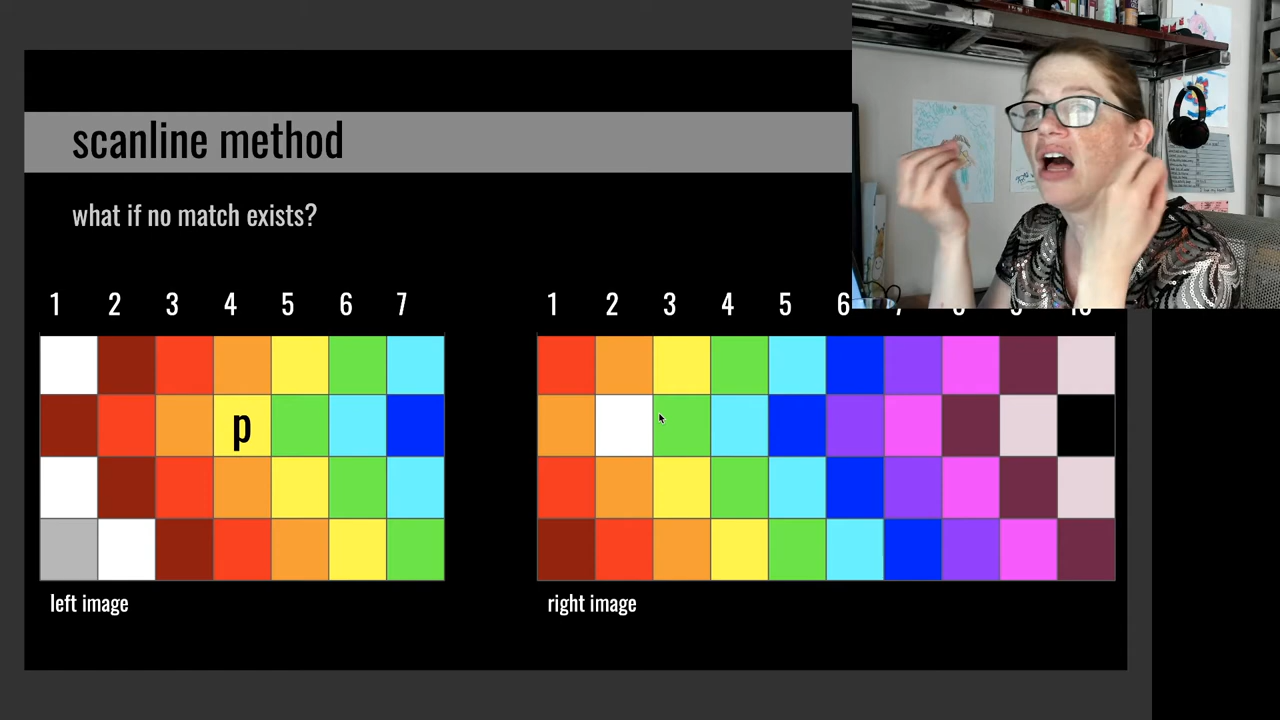 scanline method
what if no match exists?
1 2 3 4 5 6 7
1 2 3 4 5 6
p
left image
right image